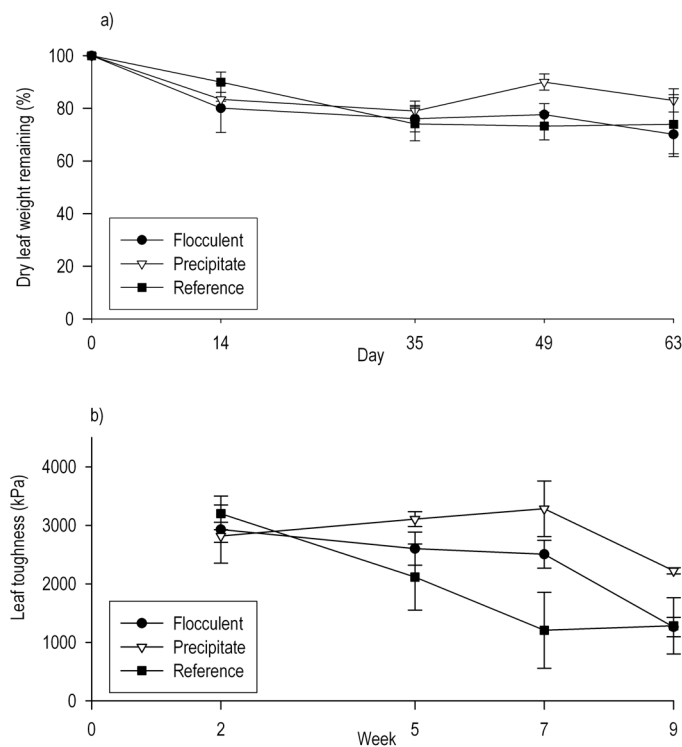 a)
Dry leaf weight remaining (%)
100
80
60
40
20
0
Flocculent
Precipitate
Reference
0 14 35 49 63
Day
b)
Leaf toughness (kPa)
4000
3000
2000
1000
0
Flocculent
Precipitate
Reference
0 2 5 7 9
Week